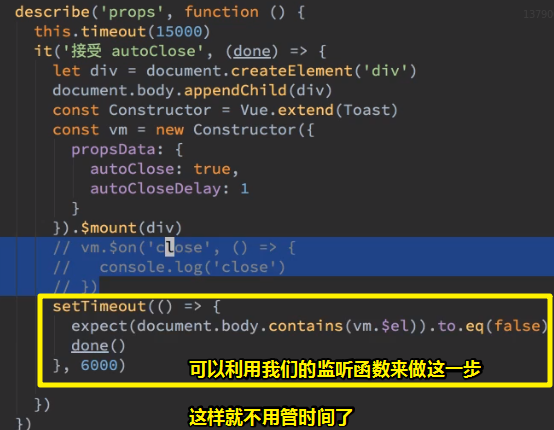 describe('props', function () {
this.timeout(15000)
it('接受 autoClose', (done) => {
let div = document.createElement('div')
document.body.appendChild(div)
const Constructor = Vue.extend(Toast)
const vm = new Constructor({
propsData: {
autoClose: true,
autoCloseDelay: 1
}
}).$mount(div)
// vm.$on('close', () => {
//   console.log('close')
// })
setTimeout(() => {
expect(document.body.contains(vm.$el)).to.eq(false)
done()
}, 6000)
可以利用我们的监听函数来做这一步
})
这样就不用管时间了
})